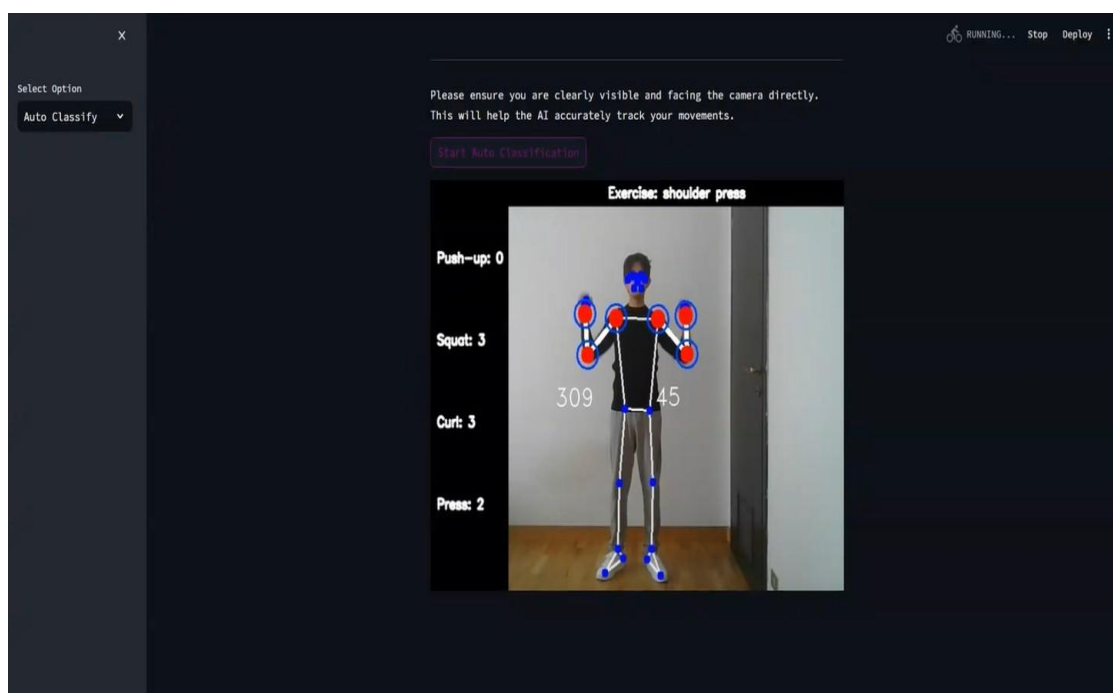 X
RUNNING... Stop Deploy
Select Option
Auto Classify
Please ensure you are clearly visible and facing the camera directly.
This will help the AI accurately track your movements.
Start Auto Classification
Exercise: shoulder press
Push-up: 0
Squat: 3
309 45
Curl: 3
Press: 2